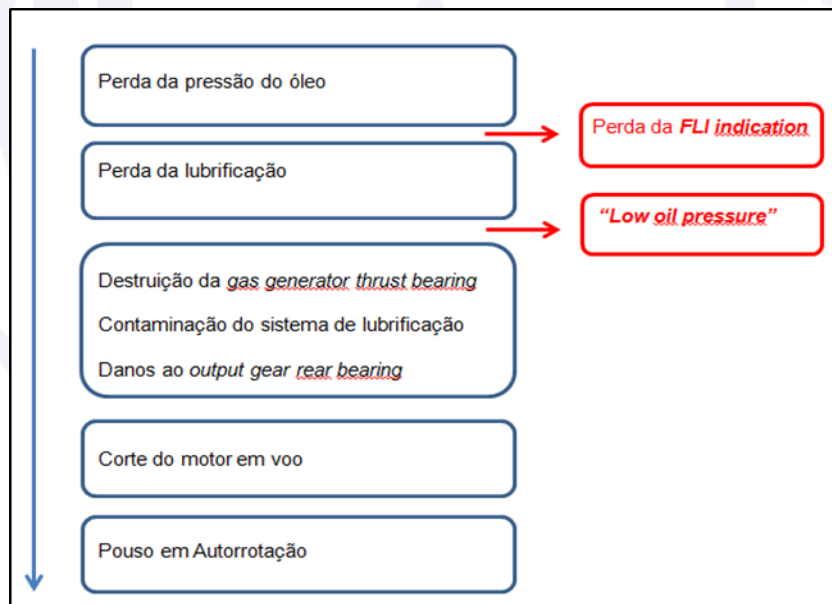 Perda da pressão do óleo
Perda da FLI indication
Perda da lubrificação
“Low oil pressure”
Destruição da gas generator thrust bearing
Contaminação do sistema de lubrificação
Danos ao output gear rear bearing
Corte do motor em voo
Pouso em Autorrotação